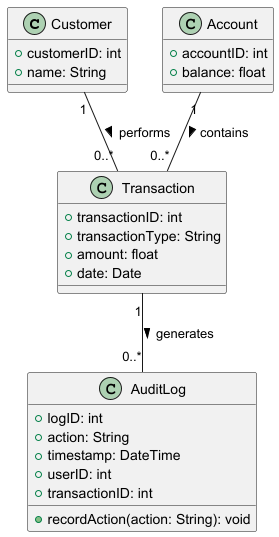 C Customer
customerID: int
name: String
C Account
accountID: int
balance: float
1
1
performs
contains
0..*
0..*
C Transaction
transactionID: int
transactionType: String
amount: float
date: Date
1
generates
0..*
C AuditLog
logID: int
action: String
timestamp: DateTime
userID: int
transactionID: int
recordAction(action: String): void